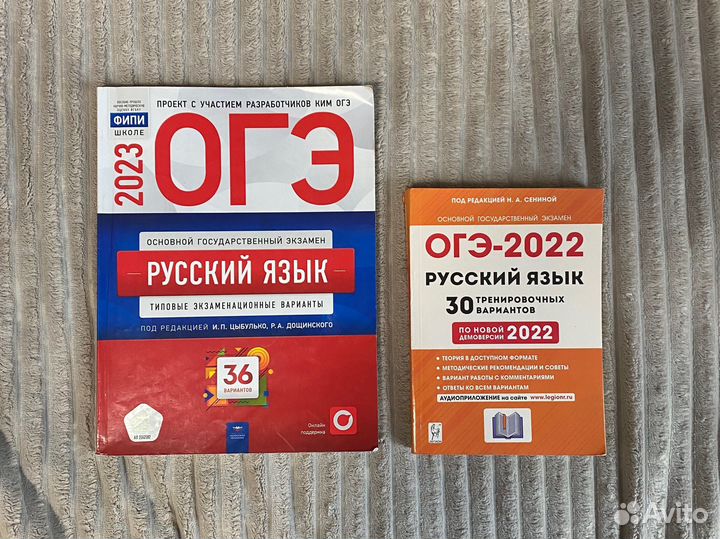 ПРОЕКТ С УЧАСТИЕМ РАЗРАБОТЧИКОВ КИМ ОГЭ
ФИПИ
ШКОЛЕ
2023
ОГЭ
ОСНОВНОЙ ГОСУДАРСТВЕННЫЙ ЭКЗАМЕН
РУССКИЙ ЯЗЫК
ТИПОВЫЕ ЭКЗАМЕНАЦИОННЫЕ ВАРИАНТЫ
ПОД РЕДАКЦИЕЙ И.П. ЦЫБУЛЬКО, Р.А. ДОЩИНСКОГО
36
ВАРИАНТОВ
Онлайн
поддержка
ПОД РЕДАКЦИЕЙ Н. А. СЕНИНОЙ
ОСНОВНОЙ ГОСУДАРСТВЕННЫЙ ЭКЗАМЕН
ОГЭ-2022
РУССКИЙ ЯЗЫК
30 ТРЕНИРОВОЧНЫХ
ВАРИАНТОВ
ПО НОВОЙ
ДЕМОВЕРСИИ 2022
• ТЕОРИЯ В ДОСТУПНОМ ФОРМАТЕ
• МЕТОДИЧЕСКИЕ РЕКОМЕНДАЦИИ И СОВЕТЫ
• ВАРИАНТ РАБОТЫ С КОММЕНТАРИЯМИ
• ОТВЕТЫ КО ВСЕМ ВАРИАНТАМ
АУДИОПРИЛОЖЕНИЕ на сайте www.legionr.ru
Avito